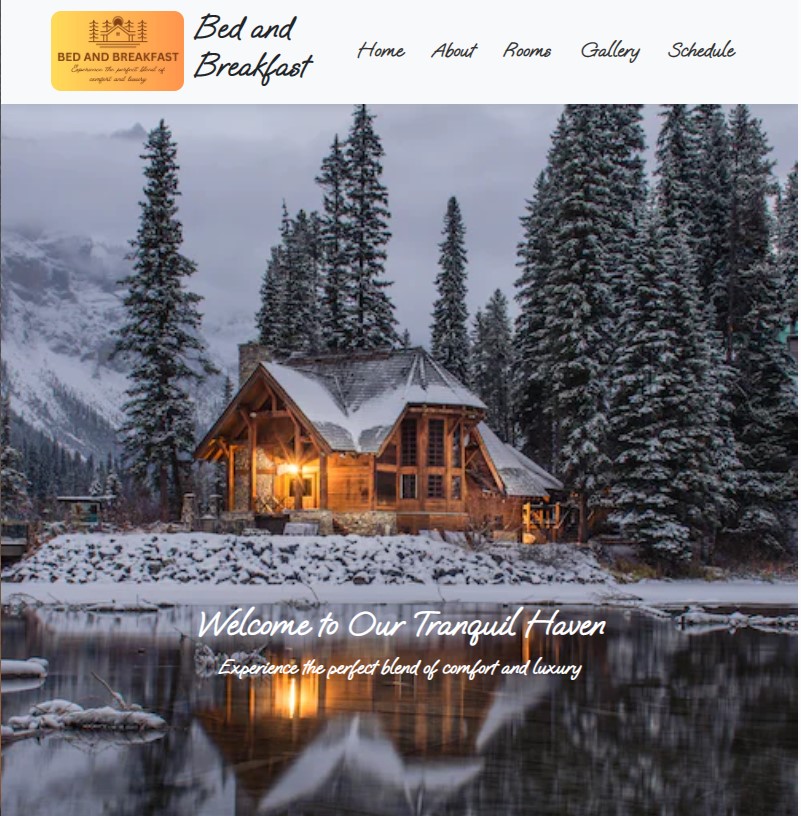 BED AND BREAKFAST
Experience the perfect blend of
comfort and luxury
Bed and
Breakfast
Home About Rooms Gallery Schedule
Welcome to Our Tranquil Haven
Experience the perfect blend of comfort and luxury